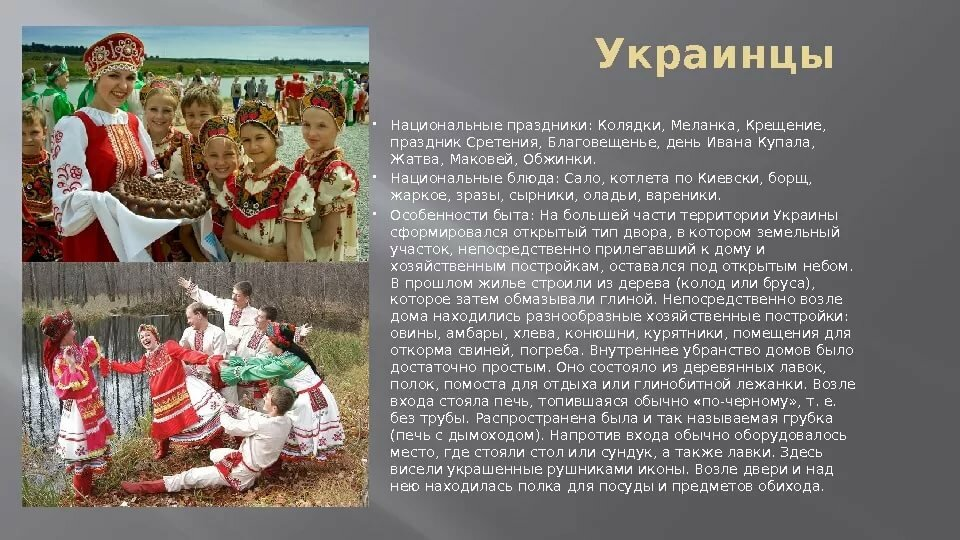 Украинцы
• Национальные праздники: Колядки, Меланка, Крещение,
праздник Сретения, Благовещенье, день Ивана Купала,
Жатва, Маковей, Обжинки.
• Национальные блюда: Сало, котлета по Киевски, борщ,
жаркое, зразы, сырники, оладьи, вареники.
• Особенности быта: На большей части территории Украины
сформировался открытый тип двора, в котором земельный
участок, непосредственно прилегавший к дому и
хозяйственным постройкам, оставался под открытым небом.
В прошлом жилье строили из дерева (колод или бруса),
которое затем обмазывали глиной. Непосредственно возле
дома находились разнообразные хозяйственные постройки:
овины, амбары, хлева, конюшни, курятники, помещения для
откорма свиней, погреба. Внутреннее убранство домов было
достаточно простым. Оно состояло из деревянных лавок,
полок, помоста для отдыха или глинобитной лежанки. Возле
входа стояла печь, топившаяся обычно «по-черному», т. е.
без трубы. Распространена была и так называемая грубка
(печь с дымоходом). Напротив входа обычно оборудовалось
место, где стояли стол или сундук, а также лавки. Здесь
висели украшенные рушниками иконы. Возле двери и над
нею находилась полка для посуды и предметов обихода.